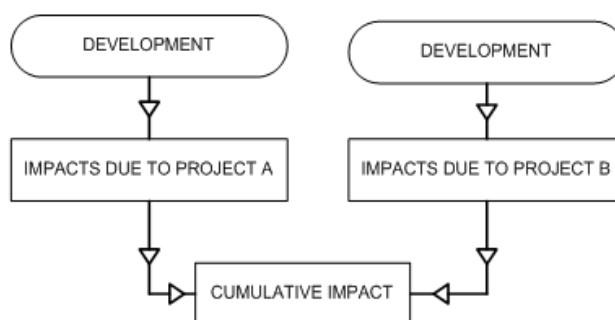 DEVELOPMENT
DEVELOPMENT
IMPACTS DUE TO PROJECT A
IMPACTS DUE TO PROJECT B
CUMULATIVE IMPACT